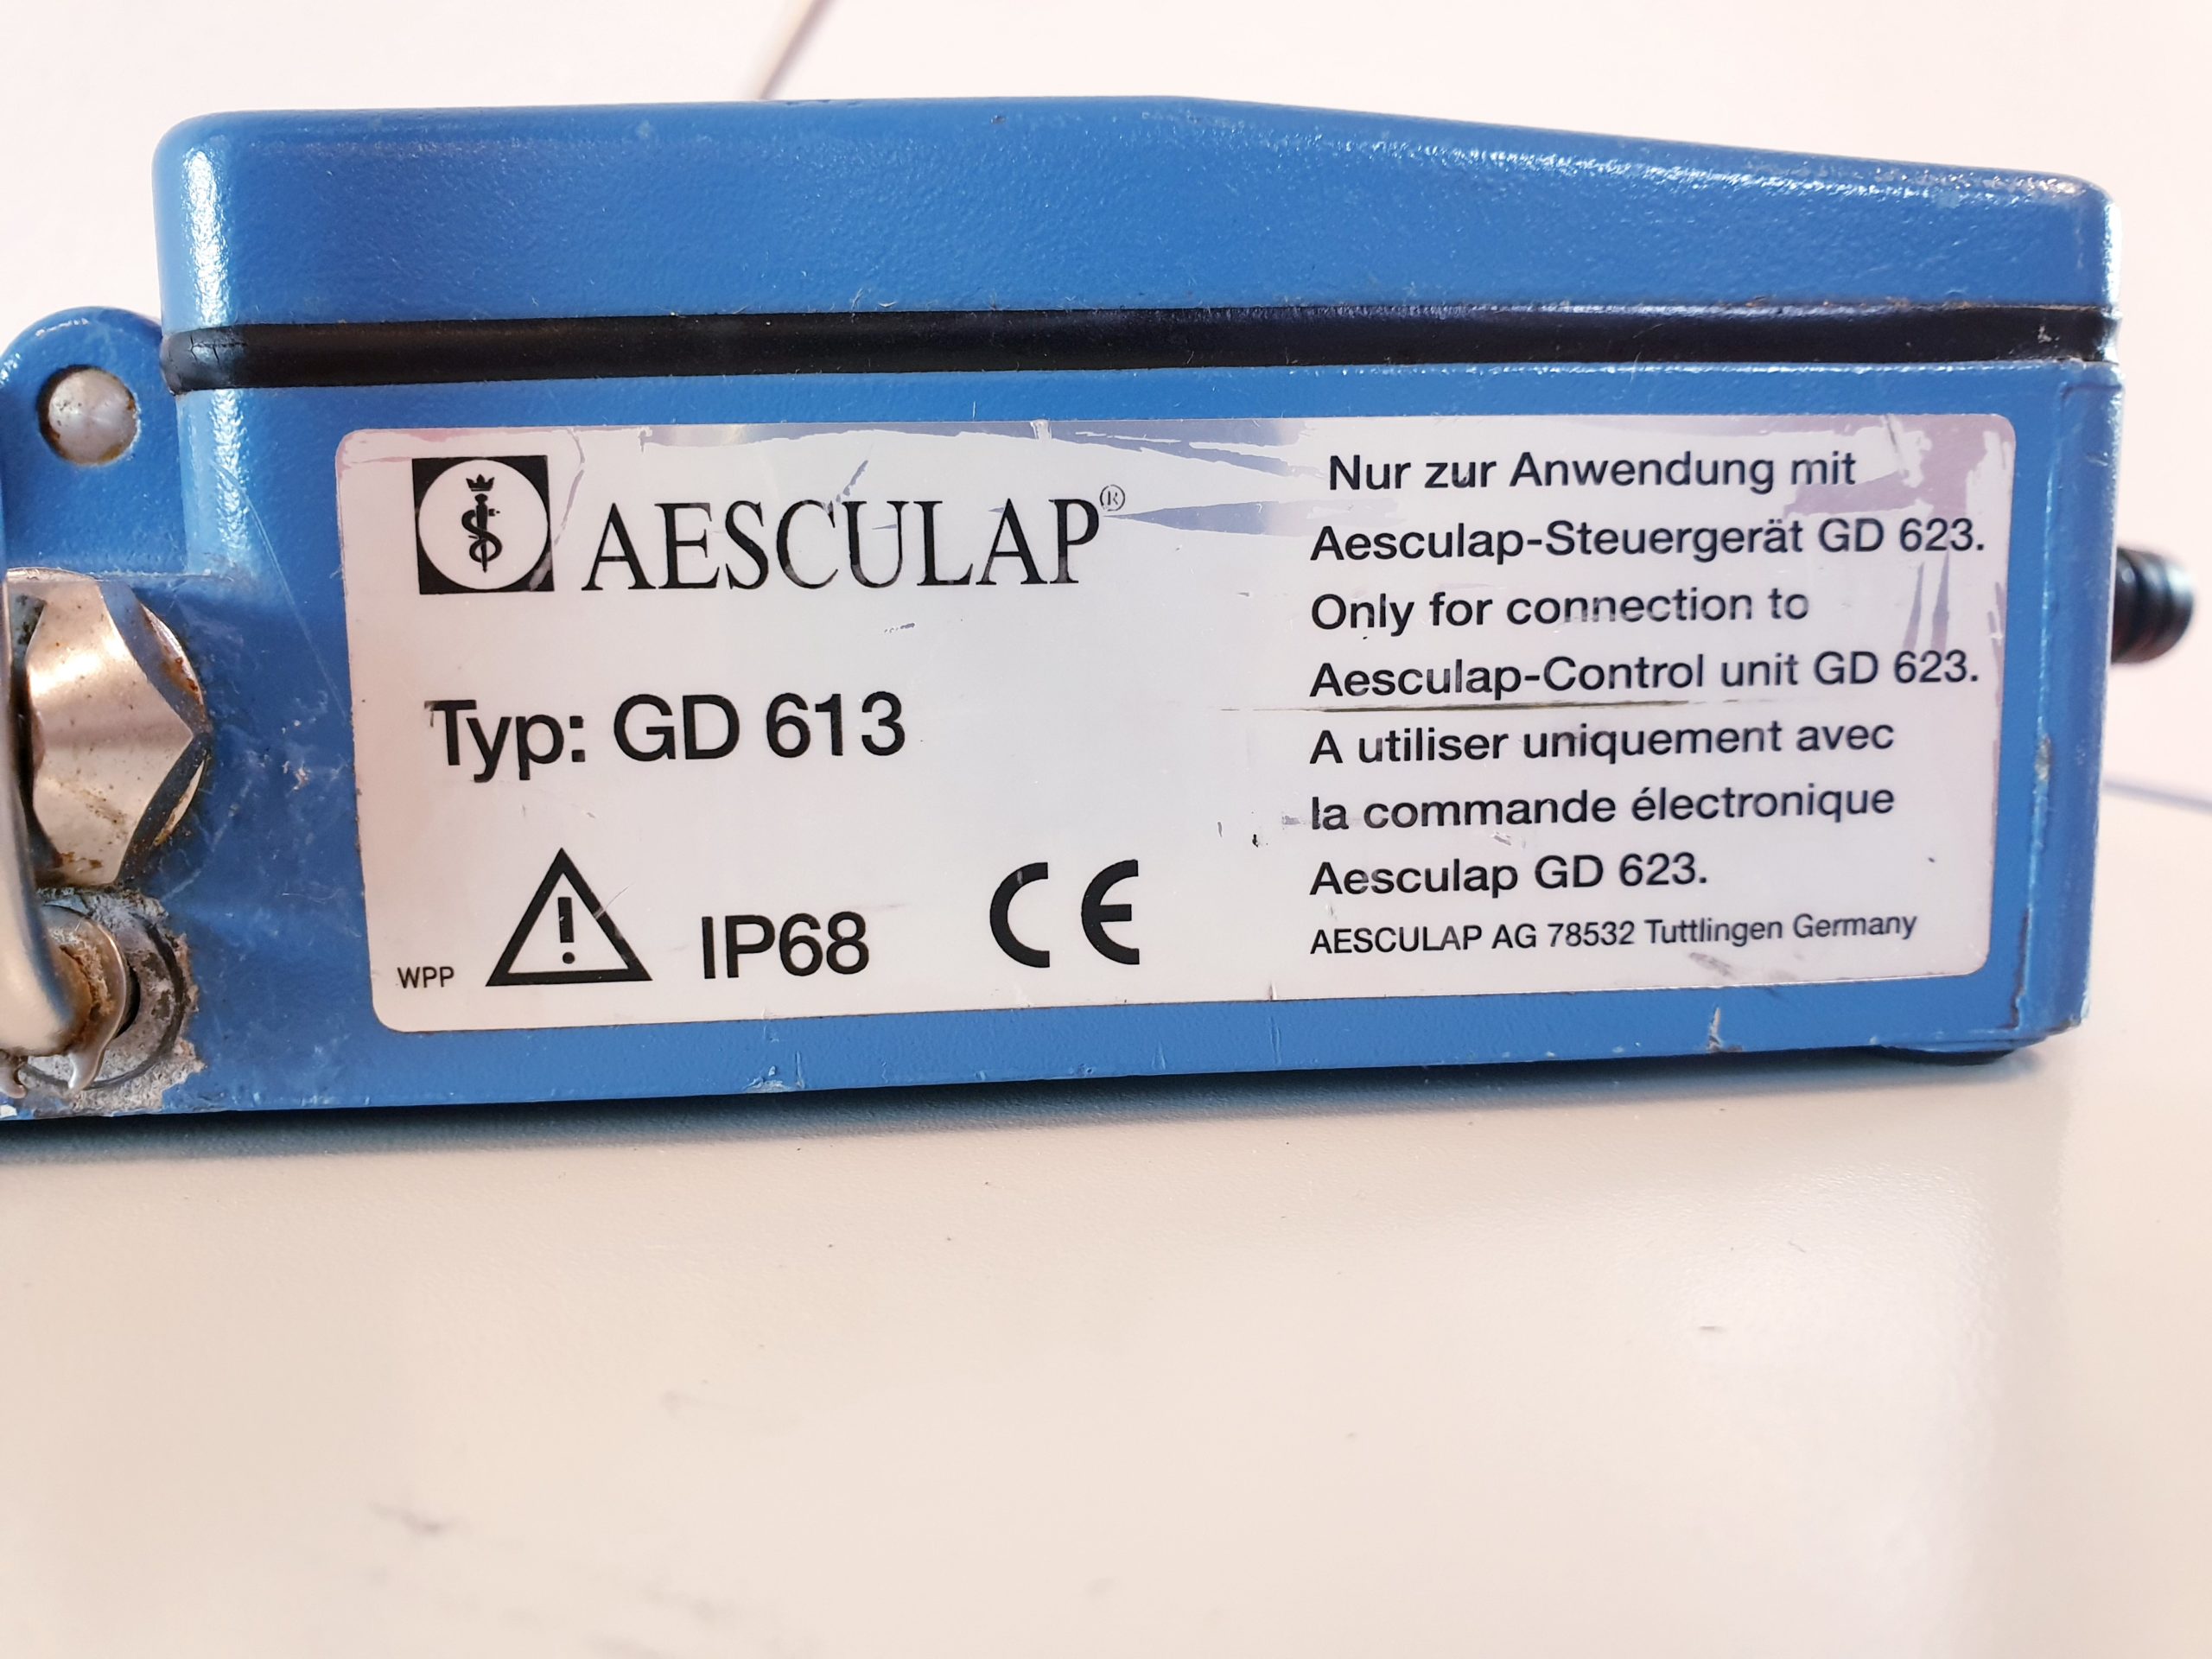 AESCULAP®
Typ: GD 613
WPP
IP68
CE
Nur zur Anwendung mit
Aesculap-Steuergerät GD 623.
Only for connection to
Aesculap-Control unit GD 623.
A utiliser uniquement avec
la commande électronique
Aesculap GD 623.
AESCULAP AG 78532 Tuttlingen Germany